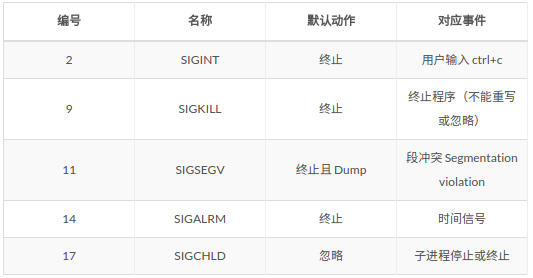 编号 名称 默认动作 对应事件
2 SIGINT 终止 用户输入 ctrl+c
9 SIGKILL 终止 终止程序（不能重写
或忽略）
11 SIGSEGV 终止且 Dump 段冲突 Segmentation
violation
14 SIGALRM 终止 时间信号
17 SIGCHLD 忽略 子进程停止或终止